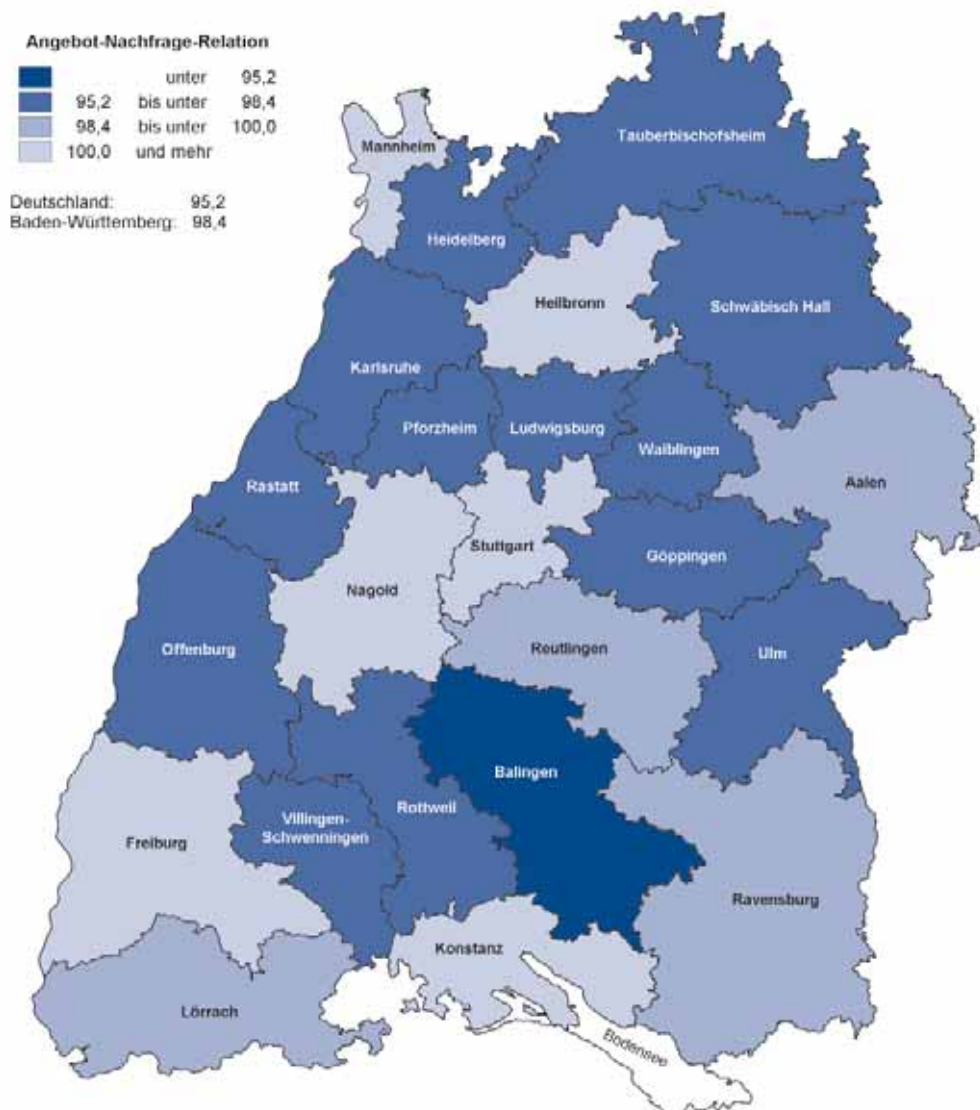 Angebot-Nachfrage-Relation
unter 95,2
95,2 bis unter 98,4
98,4 bis unter 100,0
100,0 und mehr
Deutschland: 95,2
Baden-Württemberg: 98,4
Tauberbischofsheim
Mannheim
Heidelberg
Heilbronn
Schwäbisch Hall
Karlsruhe
Pforzheim
Ludwigsburg
Waiblingen
Aalen
Rastatt
Stuttgart
Göppingen
Nagold
Offenburg
Reutlingen
Ulm
Balingen
Rottweil
Villingen-
Schwenningen
Freiburg
Ravensburg
Konstanz
Lörrach
Bodensee